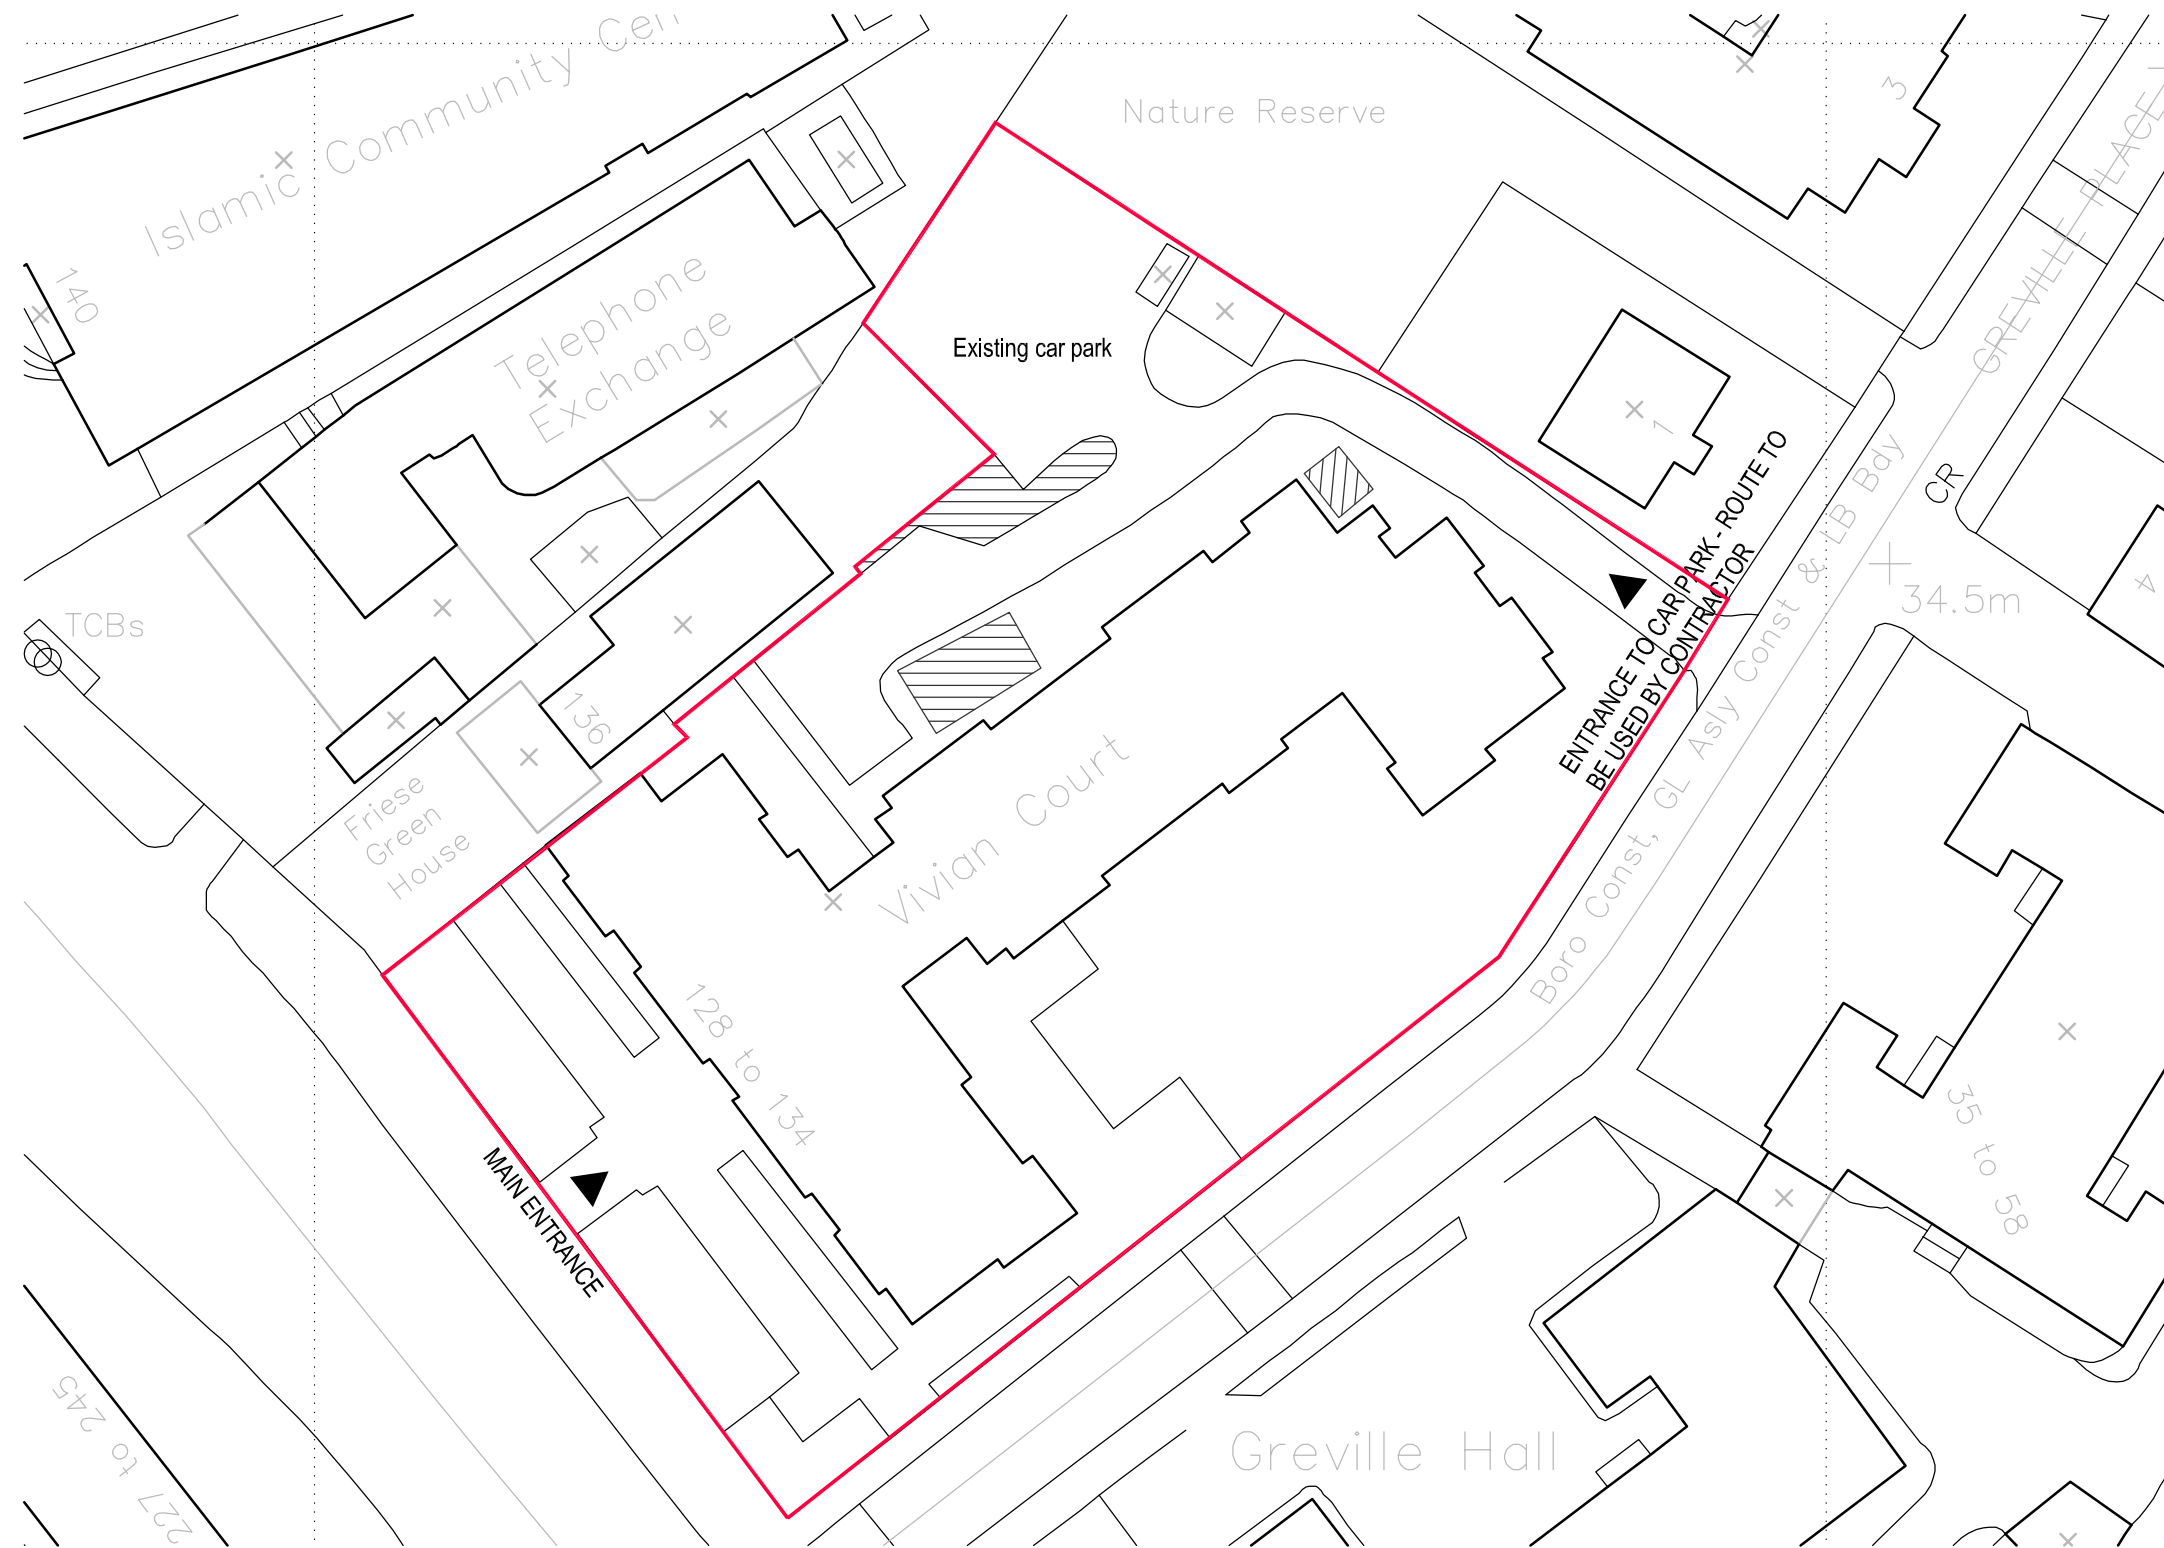 Islamic Community Cen
Nature Reserve
3
GREVILLE PLACE
140
Telephone
Exchange
Existing car park
1
ENTRANCE TO CAR PARK - ROUTE TO
BE USED BY CONTRACTOR
CR
4
34.5m
Boro Const, GL Asly Const & LB Bdy
TCBs
136
Friese
Green
House
Vivian Court
128 to 134
MAIN ENTRANCE
35 to 58
Greville Hall
227 to 245